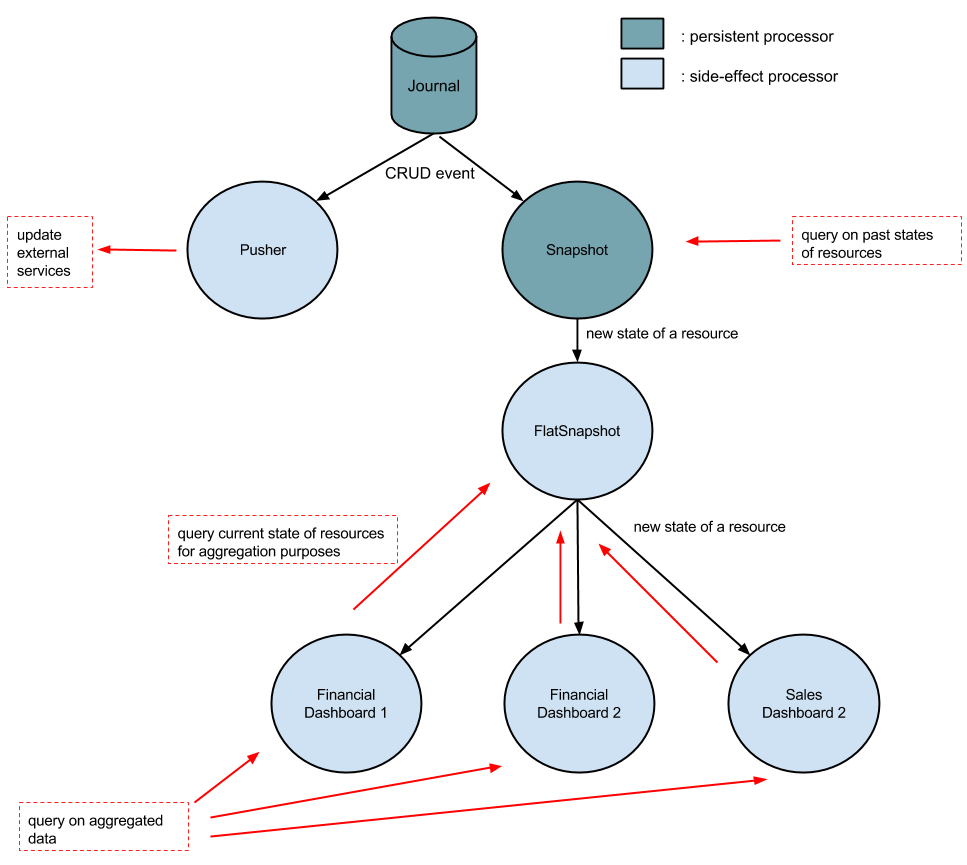 Journal
: persistent processor
: side-effect processor
CRUD event
update
external
services
Pusher
Snapshot
query on past states
of resources
new state of a resource
FlatSnapshot
query current state of resources
for aggregation purposes
new state of a resource
Financial
Dashboard 1
Financial
Dashboard 2
Sales
Dashboard 2
query on aggregated
data